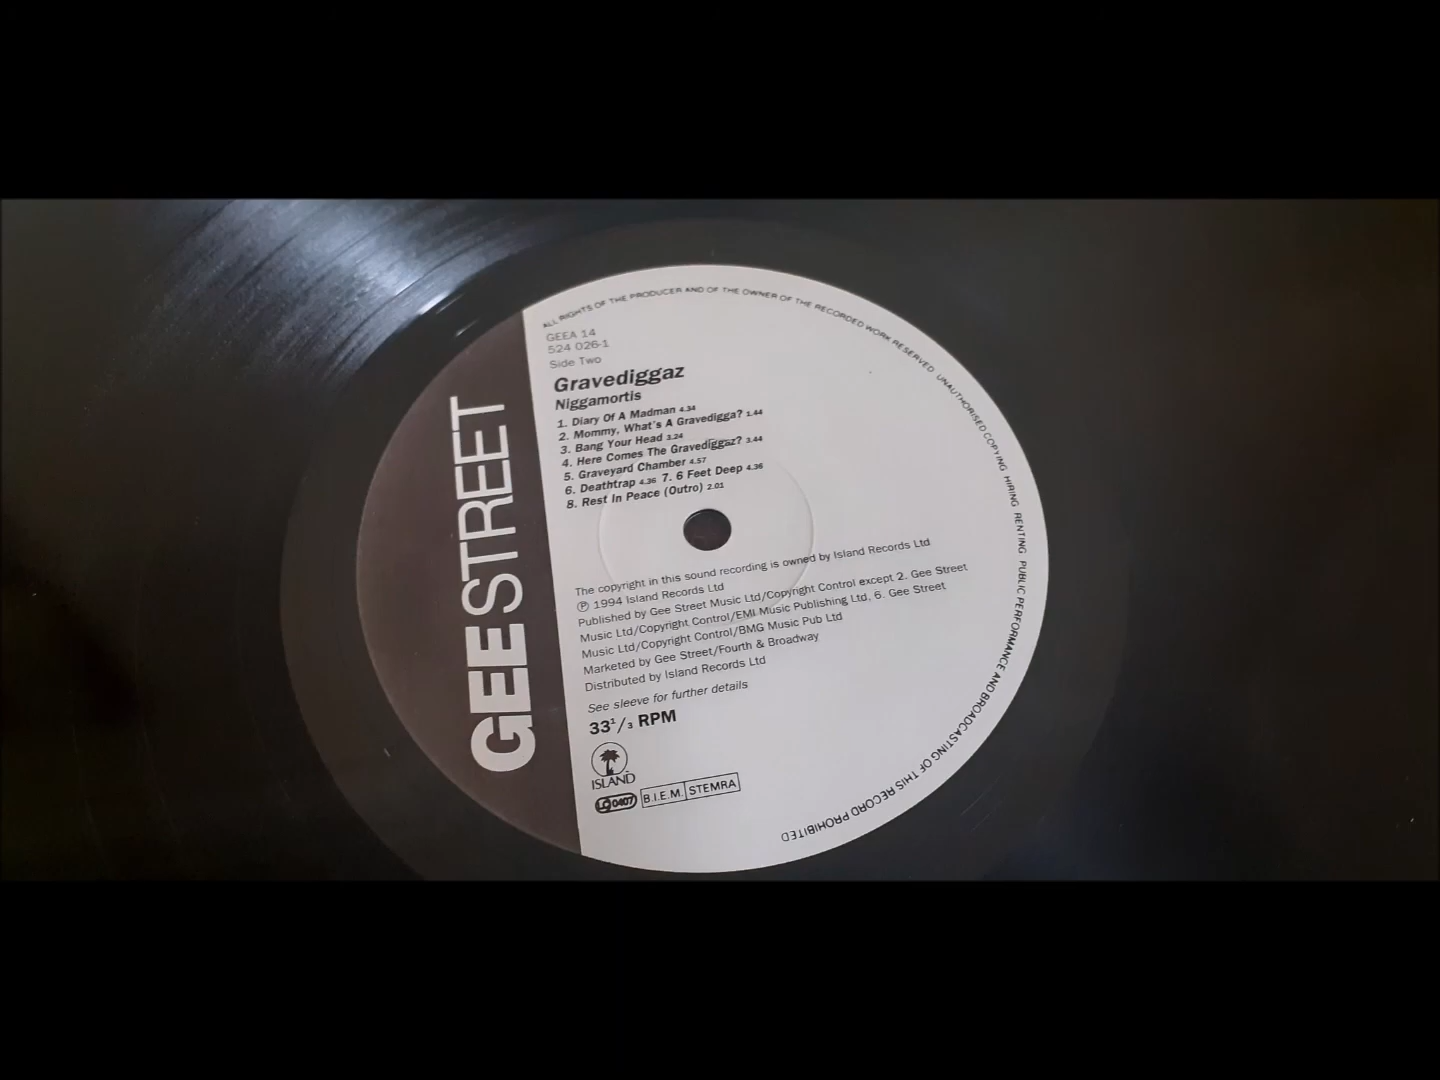 ALL RIGHTS OF THE PRODUCER AND OF THE OWNER OF THE RECORDED WORK RESERVED UNAUTHORISED COPYING HIRING RENTING PUBLIC PERFORMANCE AND BROADCASTING OF THIS RECORD PROHIBITED
GEE STREET
GEEA 14
524 026-1
Side Two
Gravediggaz
Niggamortis
1. Diary Of A Madman 4.34
2. Mommy, What's A Gravedigga? 1.44
3. Bang Your Head 3.24
4. Here Comes The Gravediggaz? 3.44
5. Graveyard Chamber 4.57
6. Deathtrap 4.36 7. 6 Feet Deep 4.36
8. Rest In Peace (Outro) 2.01
The copyright in this sound recording is owned by Island Records Ltd
Ⓟ 1994 Island Records Ltd
Published by Gee Street Music Ltd/Copyright Control except 2. Gee Street
Music Ltd/Copyright Control/EMI Music Publishing Ltd, 6. Gee Street
Music Ltd/Copyright Control/BMG Music Pub Ltd
Marketed by Gee Street/Fourth & Broadway
Distributed by Island Records Ltd
See sleeve for further details
33¹/₃ RPM
ISLAND
LC 0407 B.I.E.M. STEMRA